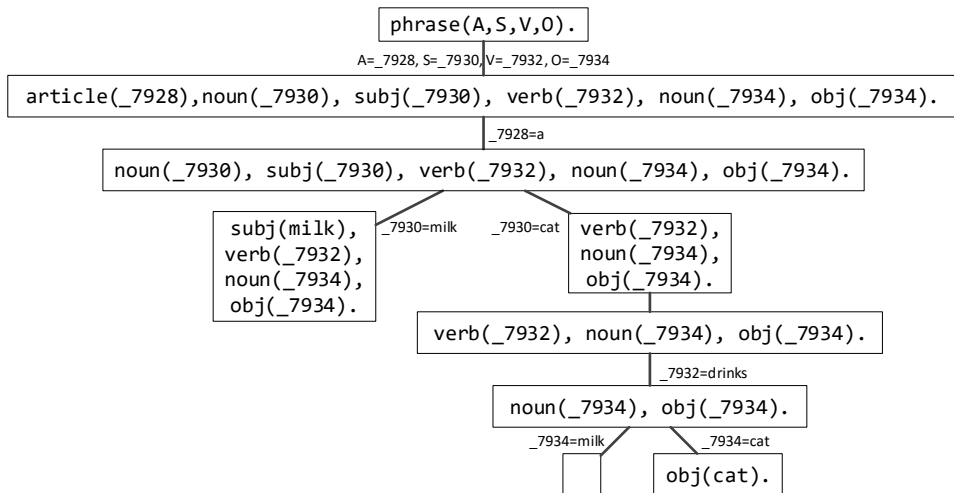 phrase(A,S,V,O).
A=_7928, S=_7930, V=_7932, O=_7934
article(_7928),noun(_7930), subj(_7930), verb(_7932), noun(_7934), obj(_7934).
_7928=a
noun(_7930), subj(_7930), verb(_7932), noun(_7934), obj(_7934).
_7930=milk
_7930=cat
subj(milk),
verb(_7932),
noun(_7934),
obj(_7934).
verb(_7932),
noun(_7934),
obj(_7934).
verb(_7932), noun(_7934), obj(_7934).
_7932=drinks
noun(_7934), obj(_7934).
_7934=milk
_7934=cat
obj(cat).